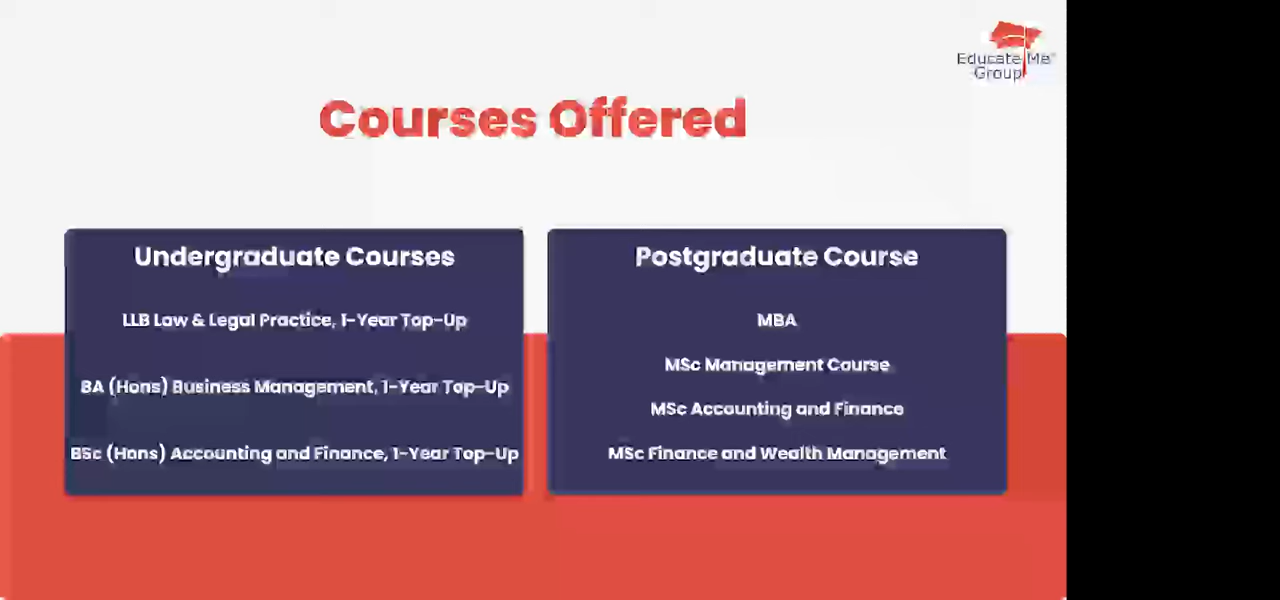 Educate Me
Group
Courses Offered
Undergraduate Courses
LLB Law & Legal Practice, 1-Year Top-Up
BA (Hons) Business Management, 1-Year Top-Up
BSc (Hons) Accounting and Finance, 1-Year Top-Up
Postgraduate Course
MBA
MSc Management Course
MSc Accounting and Finance
MSc Finance and Wealth Management